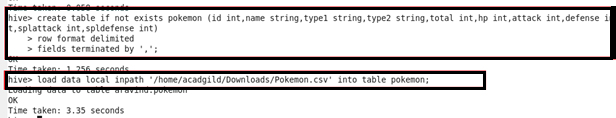 Time taken: 0.059 seconds
hive> create table if not exists pokemon (id int,name string,type1 string,type2 string,total int,hp int,attack int,defense in
t,splattack int,spldefense int)
> row format delimited
> fields terminated by ',';
OK
Time taken: 1.256 seconds
hive> load data local inpath '/home/acadgild/Downloads/Pokemon.csv' into table pokemon;
Loading data to table aravind.pokemon
OK
Time taken: 3.35 seconds